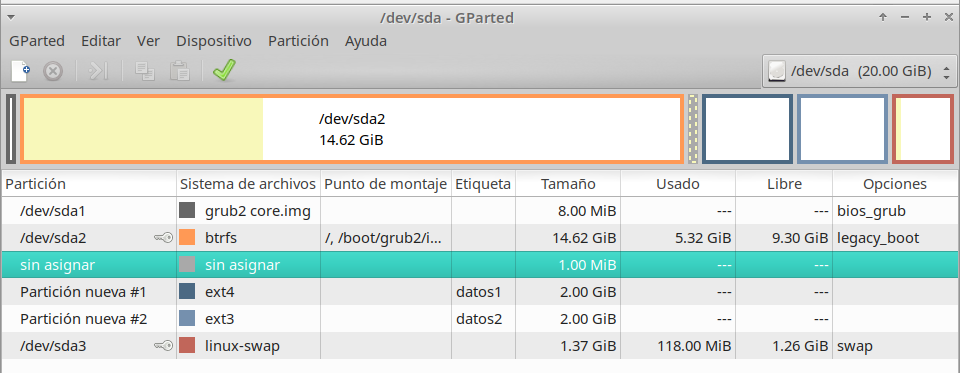 /dev/sda - GParted
GParted Editar Ver Dispositivo Partición Ayuda
/dev/sda (20.00 GiB)
/dev/sda2
14.62 GiB
Partición Sistema de archivos Punto de montaje Etiqueta Tamaño Usado Libre Opciones
/dev/sda1 grub2 core.img 8.00 MiB --- --- bios_grub
/dev/sda2 btrfs /, /boot/grub2/i... 14.62 GiB 5.32 GiB 9.30 GiB legacy_boot
sin asignar sin asignar 1.00 MiB --- ---
Partición nueva #1 ext4 datos1 2.00 GiB --- ---
Partición nueva #2 ext3 datos2 2.00 GiB --- ---
/dev/sda3 linux-swap 1.37 GiB 118.00 MiB 1.26 GiB swap